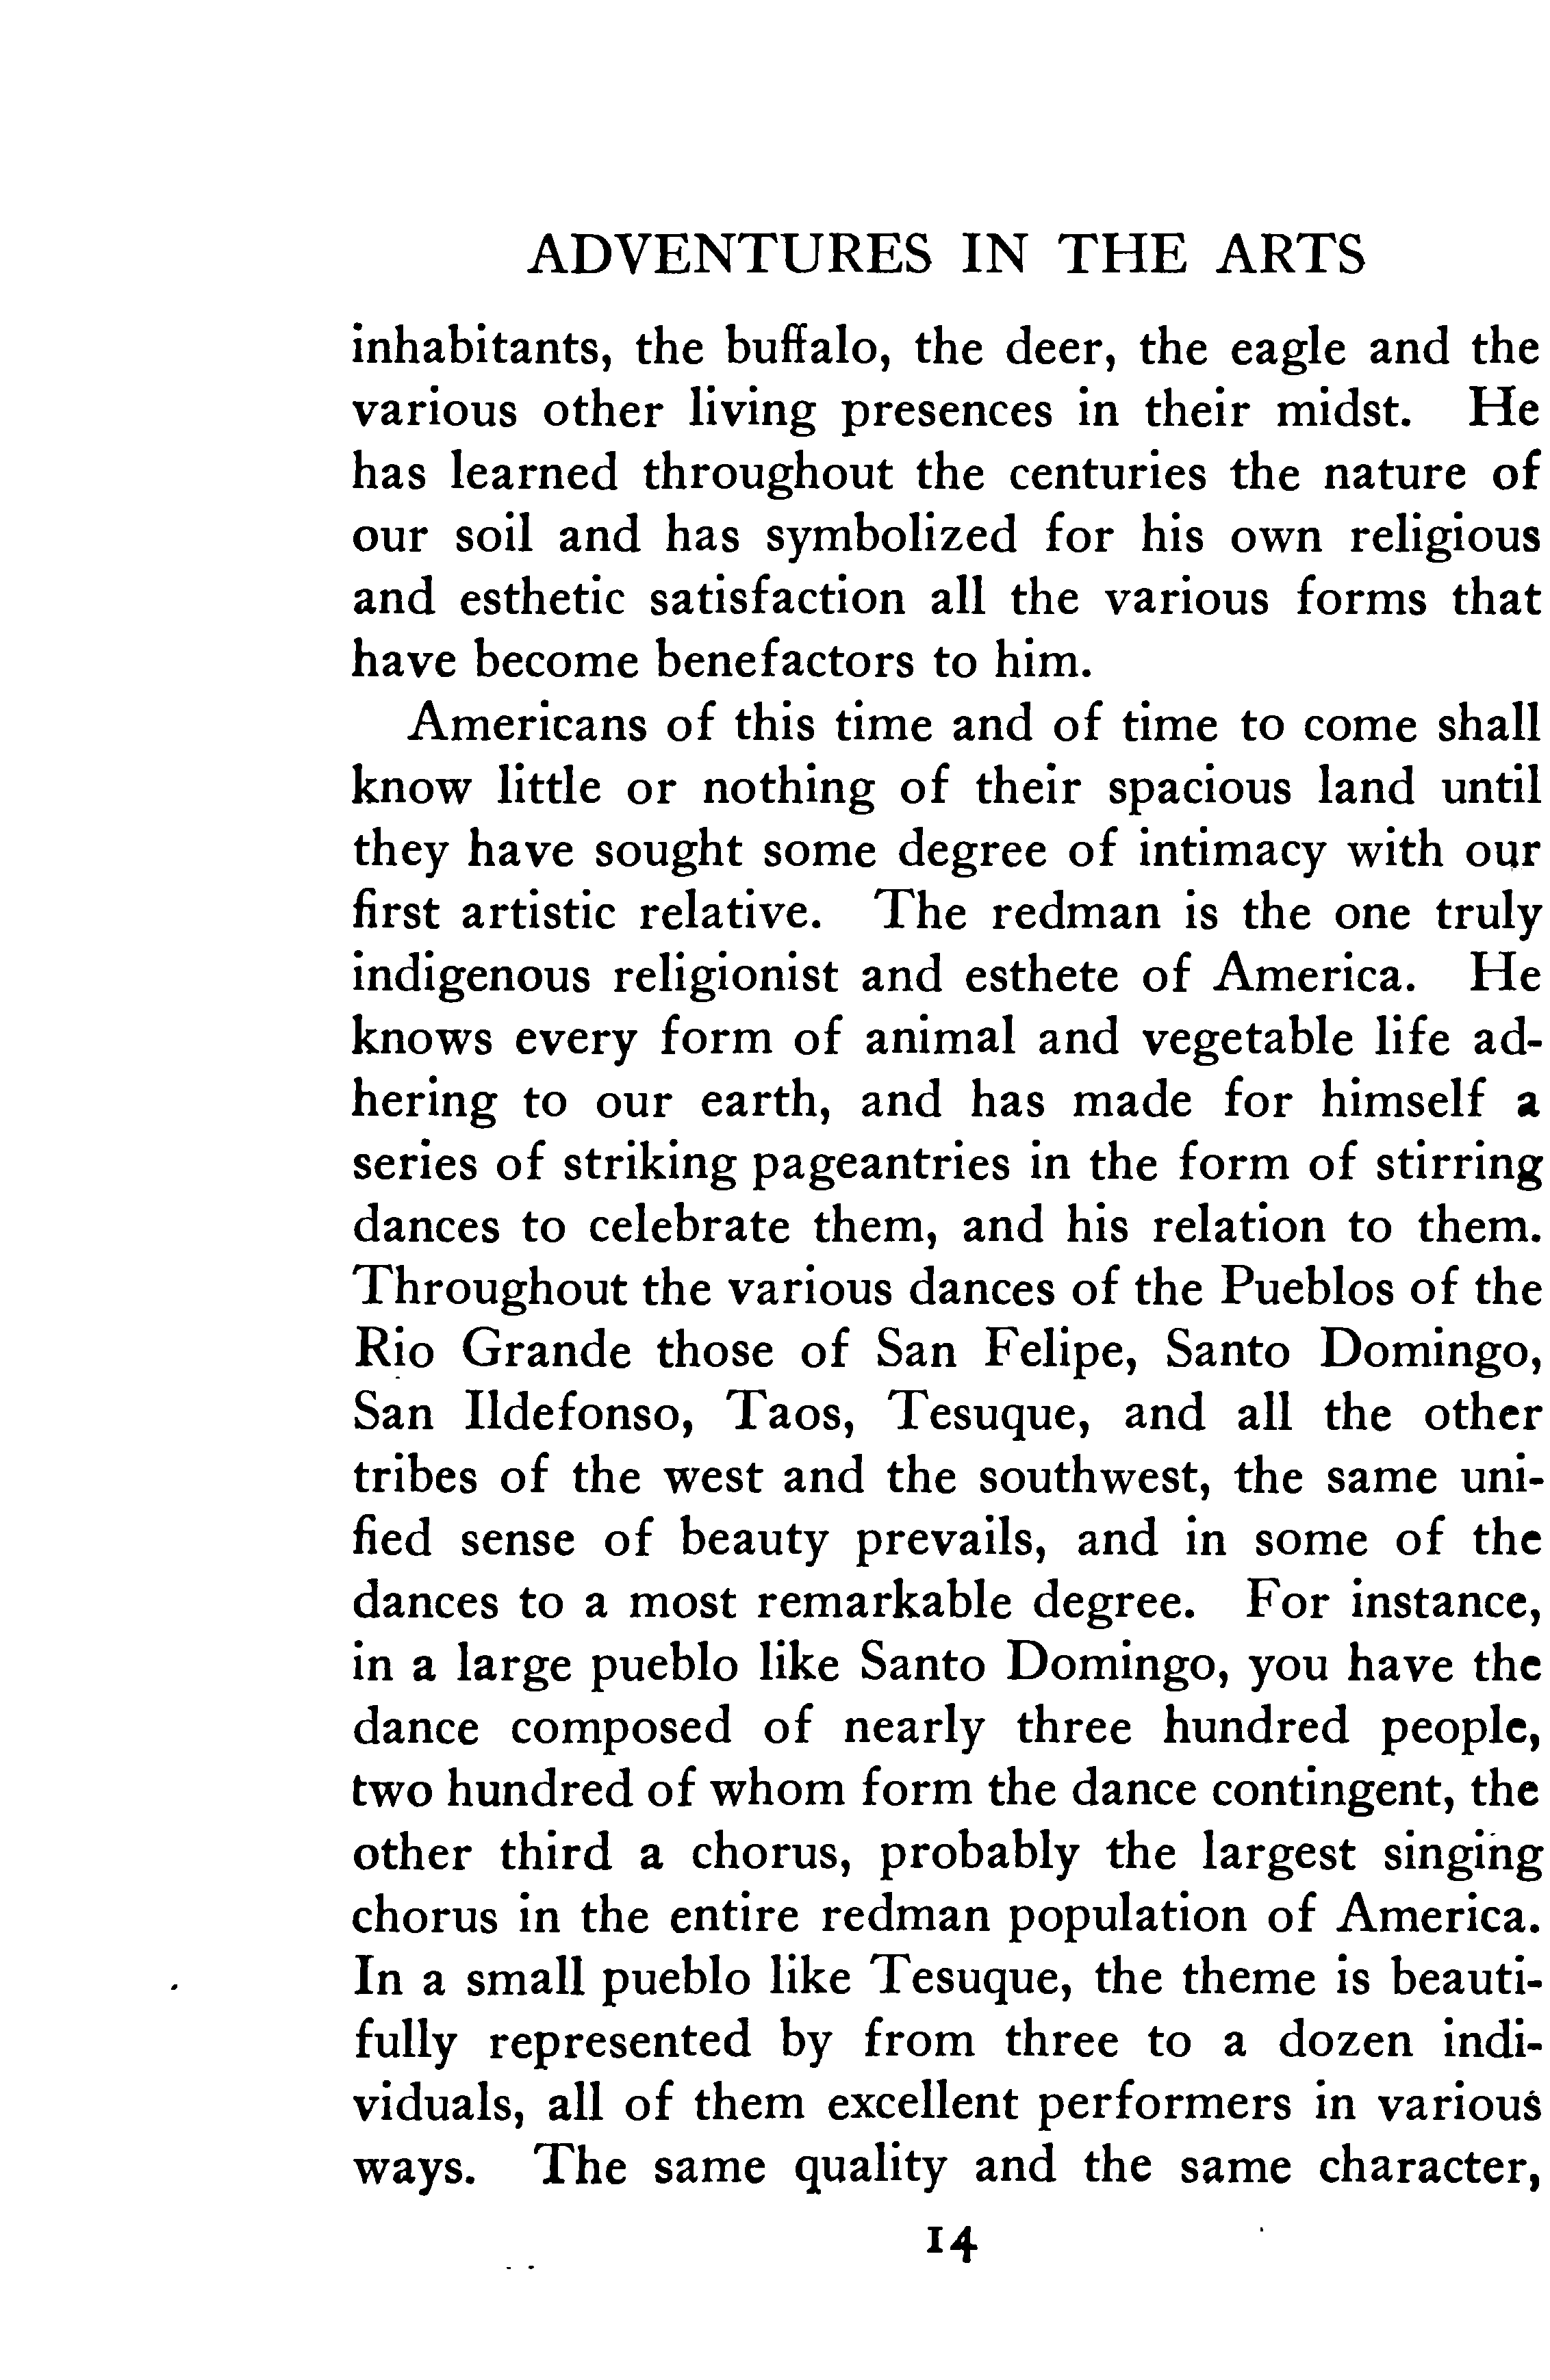 ADVENTURES IN THE ARTS
inhabitants, the buffalo, the deer, the eagle and the
various other living presences in their midst. He
has learned throughout the centuries the nature of
our soil and has symbolized for his own religious
and esthetic satisfaction all the various forms that
have become benefactors to him.
Americans of this time and of time to come shall
know little or nothing of their spacious land until
they have sought some degree of intimacy with our
first artistic relative. The redman is the one truly
indigenous religionist and esthete of America. He
knows every form of animal and vegetable life ad-
hering to our earth, and has made for himself a
series of striking pageantries in the form of stirring
dances to celebrate them, and his relation to them.
Throughout the various dances of the Pueblos of the
Rio Grande those of San Felipe, Santo Domingo,
San Ildefonso, Taos, Tesuque, and all the other
tribes of the west and the southwest, the same uni-
fied sense of beauty prevails, and in some of the
dances to a most remarkable degree. For instance,
in a large pueblo like Santo Domingo, you have the
dance composed of nearly three hundred people,
two hundred of whom form the dance contingent, the
other third a chorus, probably the largest singing
chorus in the entire redman population of America.
In a small pueblo like Tesuque, the theme is beauti-
fully represented by from three to a dozen indi-
viduals, all of them excellent performers in various
ways. The same quality and the same character,
14